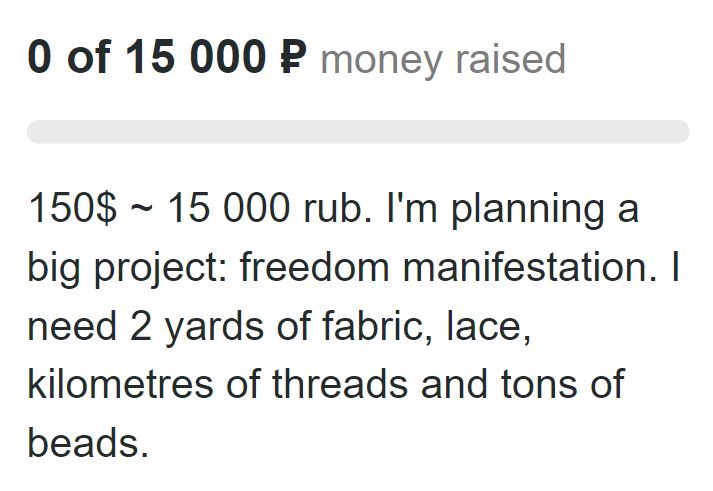 0 of 15 000 ₽ money raised
150$ ~ 15 000 rub. I'm planning a
big project: freedom manifestation. I
need 2 yards of fabric, lace,
kilometres of threads and tons of
beads.